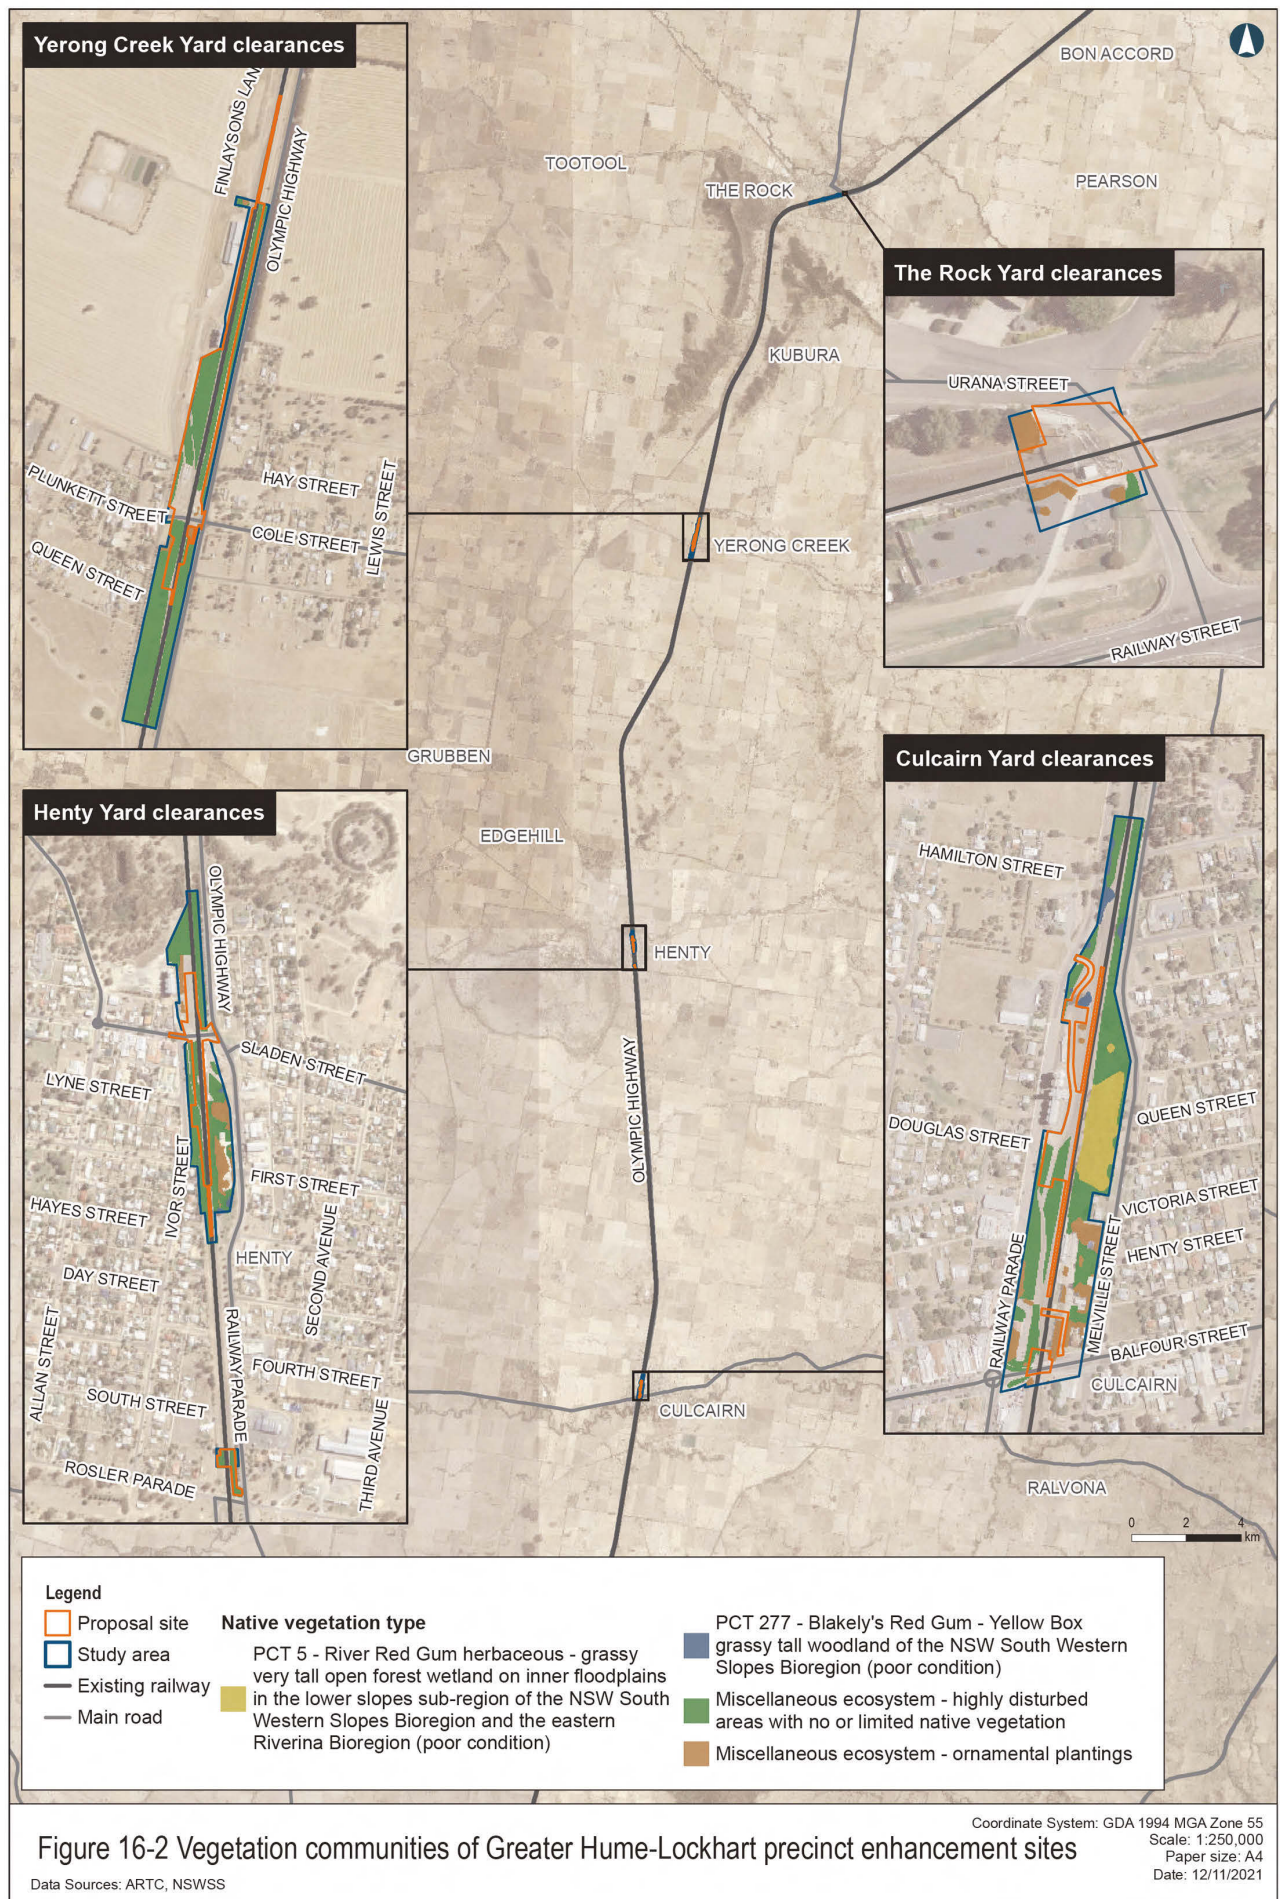 Yerong Creek Yard clearances
FINLAYSONS LAN
OLYMPIC HIGHWAY
HAY STREET
PLUNKETT STREET
COLE STREET
LEWIS STREET
QUEEN STREET
BON ACCORD
TOOTOOL
THE ROCK
PEARSON
KUBURA
The Rock Yard clearances
URANA STREET
RAILWAY STREET
YERONG CREEK
GRUBBEN
EDGEHILL
HENTY
OLYMPIC HIGHWAY
CULCAIRN
RALVONA
Henty Yard clearances
OLYMPIC HIGHWAY
SLADEN STREET
LYNE STREET
IVOR STREET
FIRST STREET
HAYES STREET
SECOND AVENUE
HENTY
DAY STREET
ALLAN STREET
RAILWAY PARADE
FOURTH STREET
SOUTH STREET
THIRD AVENUE
ROSLER PARADE
Culcairn Yard clearances
HAMILTON STREET
QUEEN STREET
DOUGLAS STREET
VICTORIA STREET
HENTY STREET
RAILWAY PARADE
MELVILLE STREET
BALFOUR STREET
CULCAIRN
0 2 4
km
Legend
Proposal site
Study area
Existing railway
Main road
Native vegetation type
PCT 5 - River Red Gum herbaceous - grassy
very tall open forest wetland on inner floodplains
in the lower slopes sub-region of the NSW South
Western Slopes Bioregion and the eastern
Riverina Bioregion (poor condition)
PCT 277 - Blakely's Red Gum - Yellow Box
grassy tall woodland of the NSW South Western
Slopes Bioregion (poor condition)
Miscellaneous ecosystem - highly disturbed
areas with no or limited native vegetation
Miscellaneous ecosystem - ornamental plantings
Figure 16-2 Vegetation communities of Greater Hume-Lockhart precinct enhancement sites
Data Sources: ARTC, NSWSS
Coordinate System: GDA 1994 MGA Zone 55
Scale: 1:250,000
Paper size: A4
Date: 12/11/2021